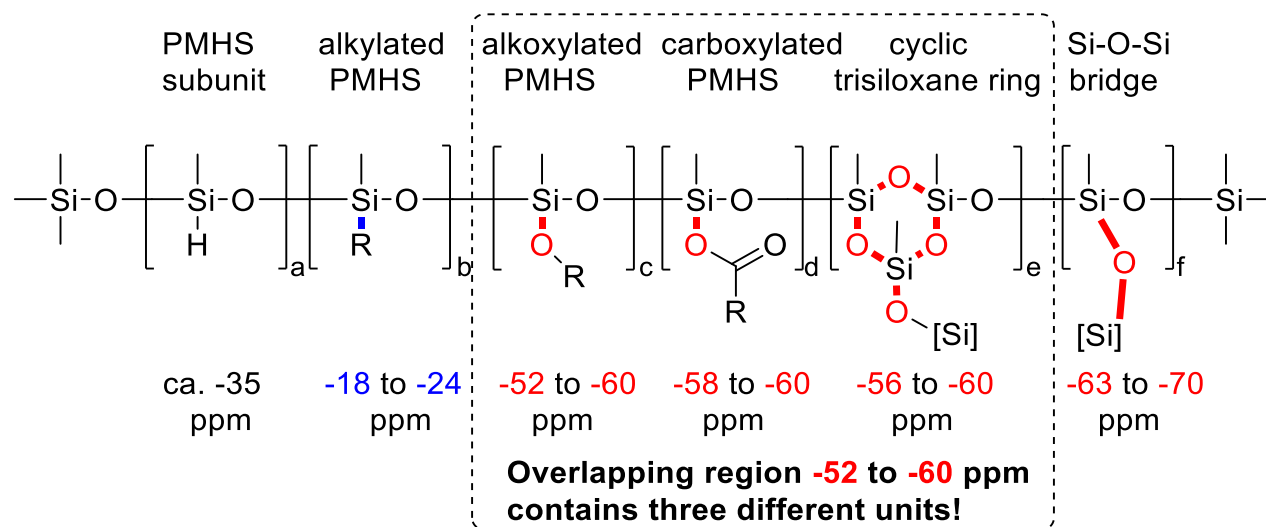 PMHS subunit
alkylated PMHS
alkoxylated PMHS
carboxylated PMHS
cyclic trisiloxane ring
Si-O-Si bridge
Si-O
Si-O
H
a
Si-O
R
b
Si-O
O
R
c
Si-O
O
O
R
d
Si
O
Si-O
O
O
Si
O
[Si]
e
Si-O
O
[Si]
f
Si
ca. -35 ppm
-18 to -24 ppm
-52 to -60 ppm
-58 to -60 ppm
-56 to -60 ppm
-63 to -70 ppm
Overlapping region -52 to -60 ppm
contains three different units!